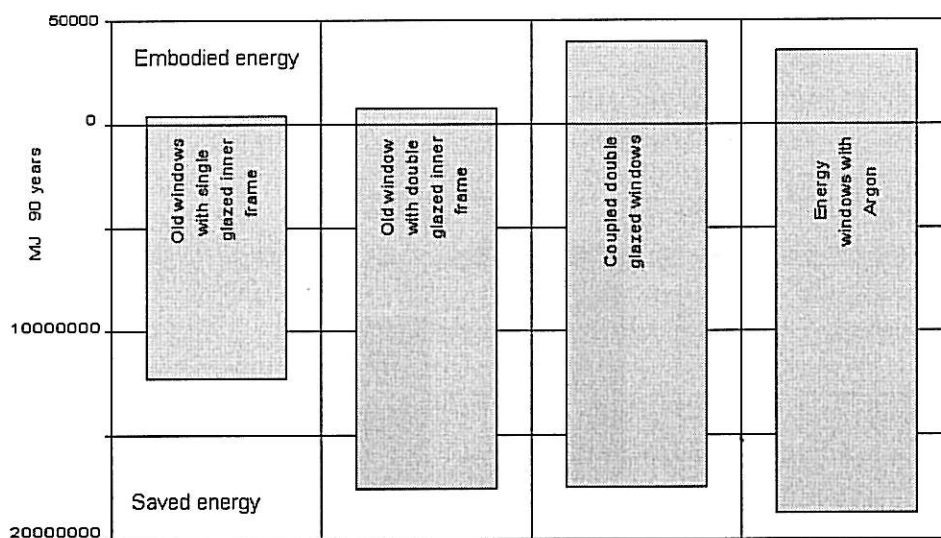 50000
Embodied energy
0
MJ 90 years
10000000
Saved energy
20000000
Old windows
with single
glazed inner
frame
Old window
with double
glazed inner
frame
Coupled double
glazed windows
Energy
windows with
Argon